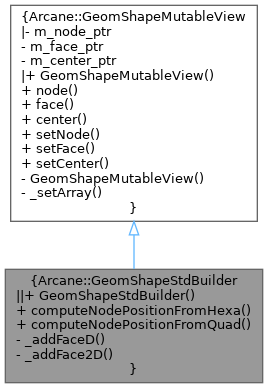 {Arcane::GeomShapeMutableView
|- m_node_ptr
- m_face_ptr
- m_center_ptr
|+ GeomShapeMutableView()
+ node()
+ face()
+ center()
+ setNode()
+ setFace()
+ setCenter()
- GeomShapeMutableView()
- _setArray()
}
{Arcane::GeomShapeStdBuilder
||+ GeomShapeStdBuilder()
+ computeNodePositionFromHexa()
+ computeNodePositionFromQuad()
- _addFaceD()
- _addFace2D()
}